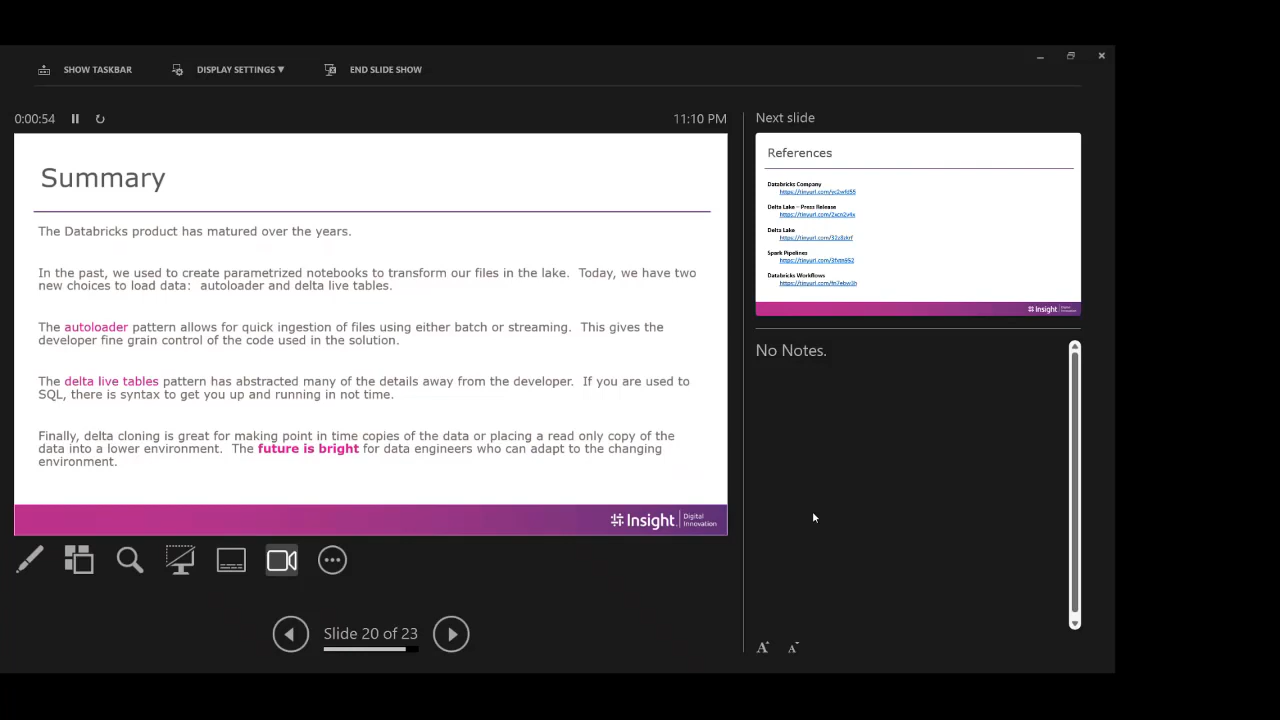 SHOW TASKBAR
DISPLAY SETTINGS ▼
END SLIDE SHOW
0:00:54
11:10 PM
Summary
The Databricks product has matured over the years.
In the past, we used to create parametrized notebooks to transform our files in the lake. Today, we have two
new choices to load data: autoloader and delta live tables.
The autoloader pattern allows for quick ingestion of files using either batch or streaming. This gives the
developer fine grain control of the code used in the solution.
The delta live tables pattern has abstracted many of the details away from the developer. If you are used to
SQL, there is syntax to get you up and running in not time.
Finally, delta cloning is great for making point in time copies of the data or placing a read only copy of the
data into a lower environment. The future is bright for data engineers who can adapt to the changing
environment.
Insight
Digital
Innovation
Slide 20 of 23
Next slide
References
Databricks Company
Delta Lake – Press Release
Delta Lake
Spark Pipelines
Databricks Workflows
Insight
Digital
Innovation
No Notes.
A
A